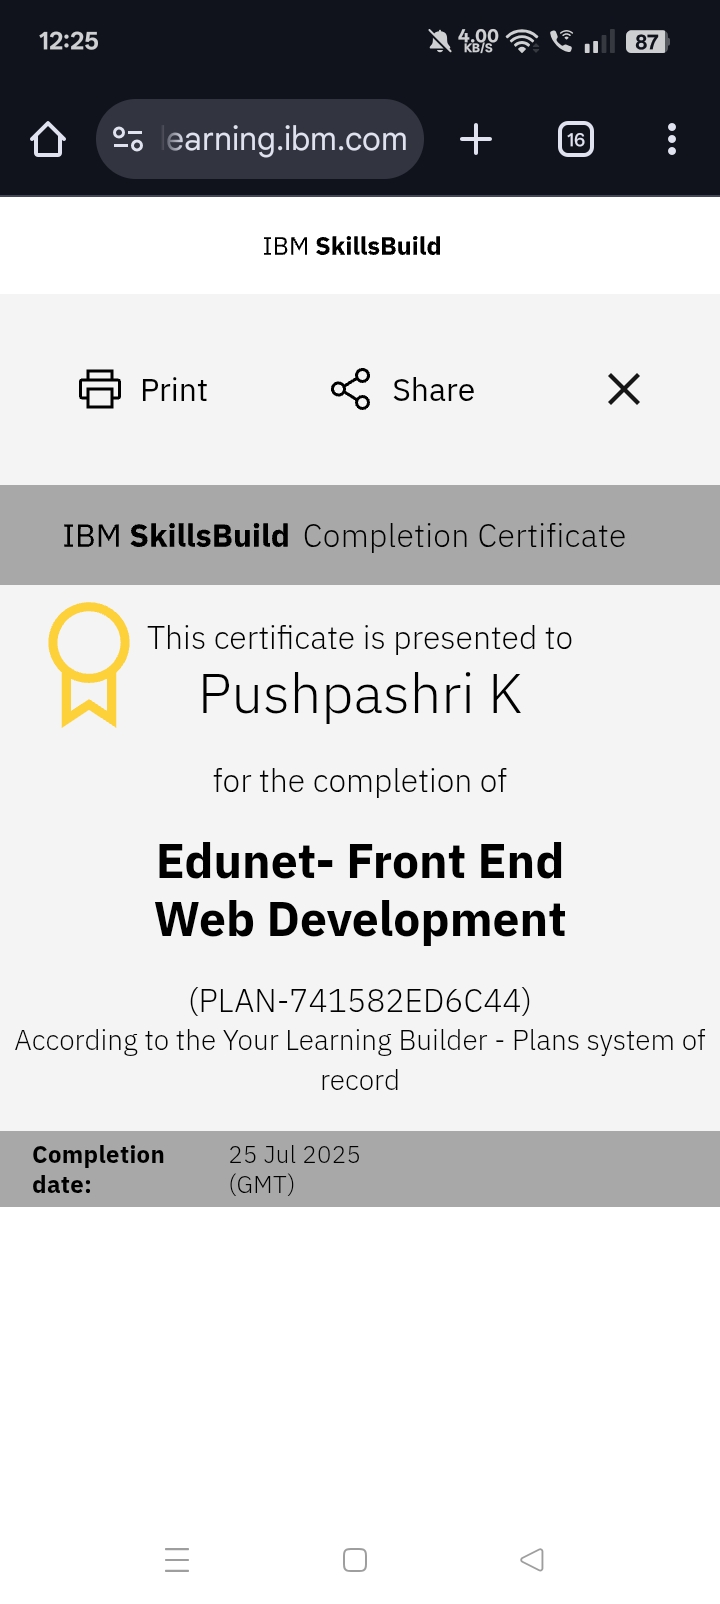 12:25
4.00
KB/S
87
learning.ibm.com
16
IBM SkillsBuild
Print
Share
IBM SkillsBuild Completion Certificate
This certificate is presented to
Pushpashri K
for the completion of
Edunet- Front End
Web Development
(PLAN-741582ED6C44)
According to the Your Learning Builder - Plans system of
record
Completion date:
25 Jul 2025 (GMT)